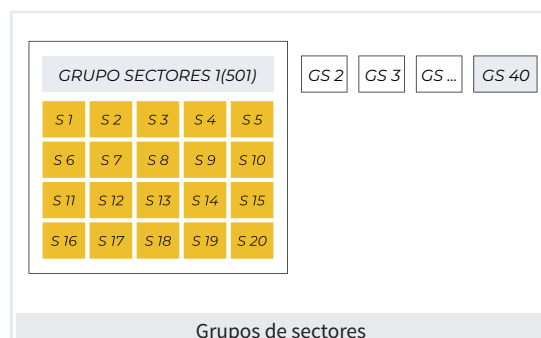 GRUPO SECTORES 1(501) GS 2 GS 3 GS ... GS 40
S 1 S 2 S 3 S 4 S 5
S 6 S 7 S 8 S 9 S 10
S 11 S 12 S 13 S 14 S 15
S 16 S 17 S 18 S 19 S 20
Grupos de sectores